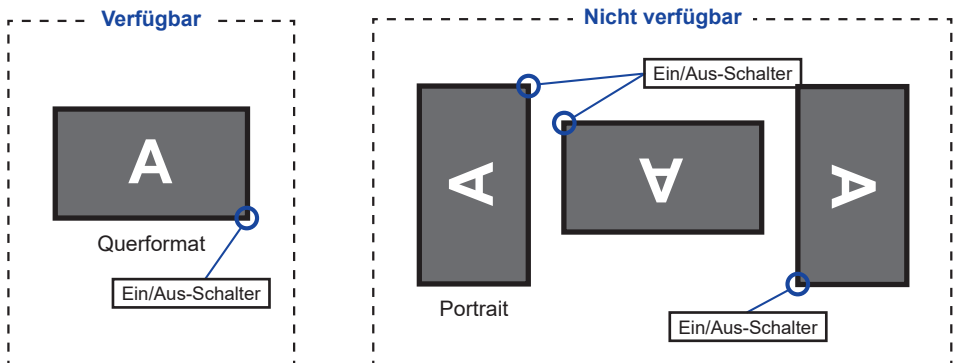 Verfügbar
A
Querformat
Ein/Aus-Schalter
Nicht verfügbar
Ein/Aus-Schalter
A
A
A
Portrait
Ein/Aus-Schalter